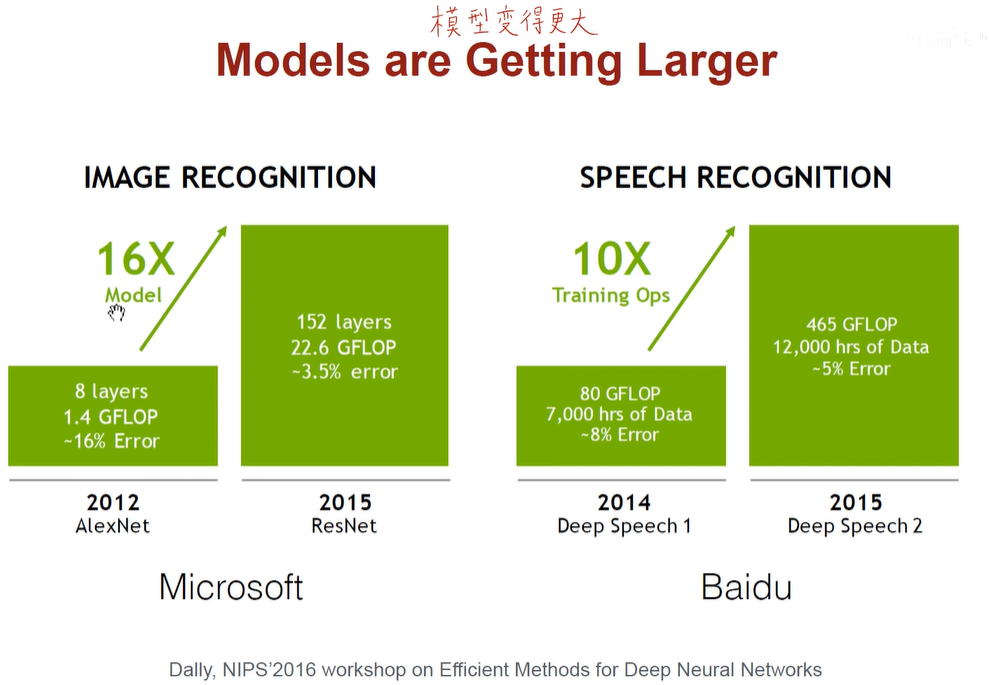 模型变得更大
Models are Getting Larger
IMAGE RECOGNITION
16X
Model
8 layers
1.4 GFLOP
~16% Error
152 layers
22.6 GFLOP
~3.5% error
2012
AlexNet
2015
ResNet
Microsoft
SPEECH RECOGNITION
10X
Training Ops
80 GFLOP
7,000 hrs of Data
~8% Error
465 GFLOP
12,000 hrs of Data
~5% Error
2014
Deep Speech 1
2015
Deep Speech 2
Baidu
Dally, NIPS'2016 workshop on Efficient Methods for Deep Neural Networks